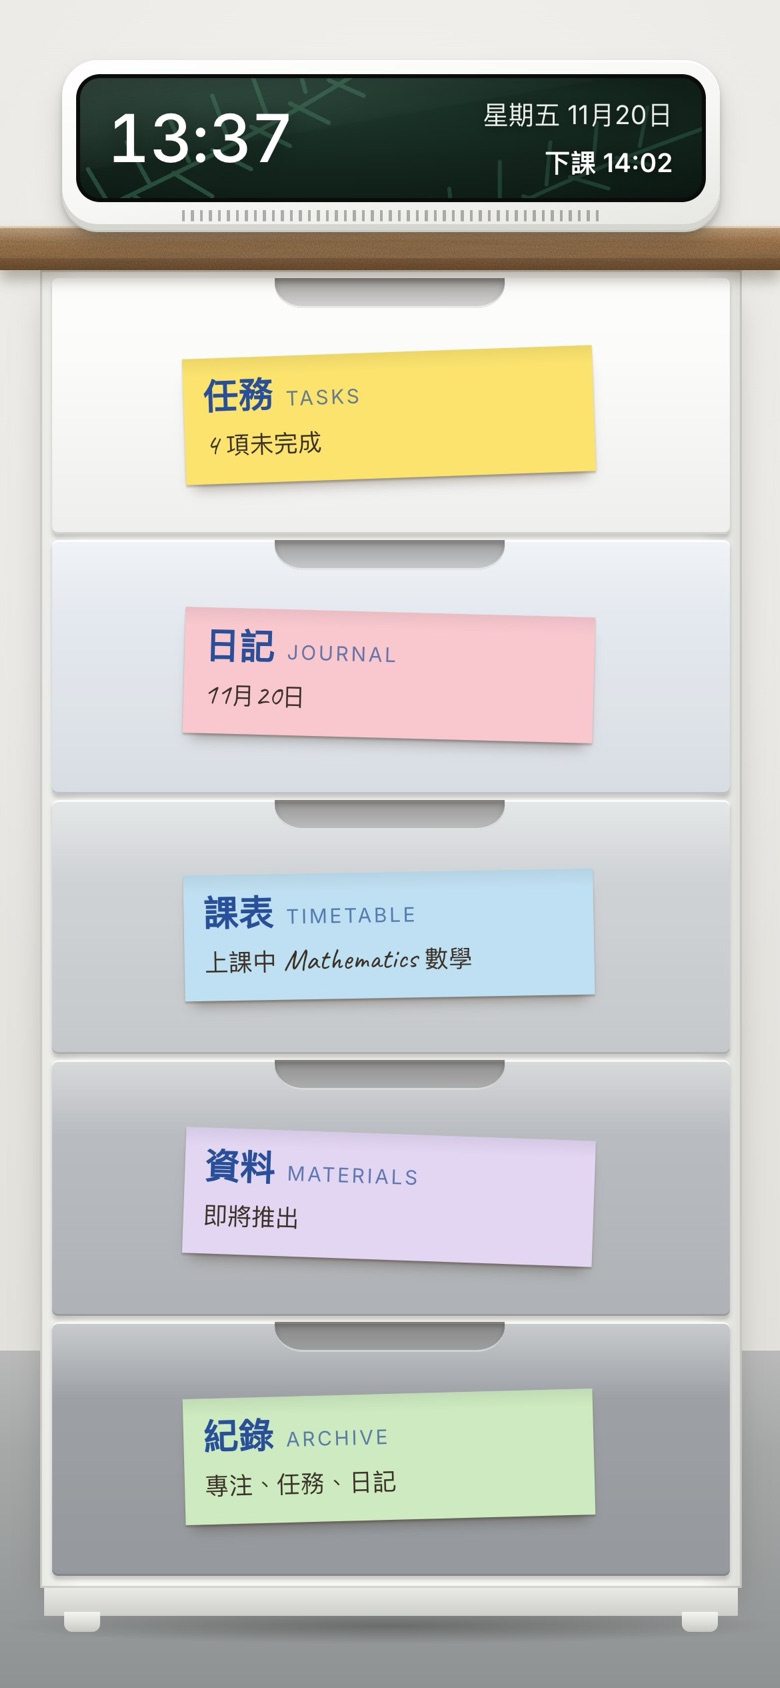 13:37
星期五 11月20日
下課 14:02
任務 TASKS
4 項未完成
日記 JOURNAL
11月20日
課表 TIMETABLE
上課中 Mathematics 數學
資料 MATERIALS
即將推出
紀錄 ARCHIVE
專注、任務、日記